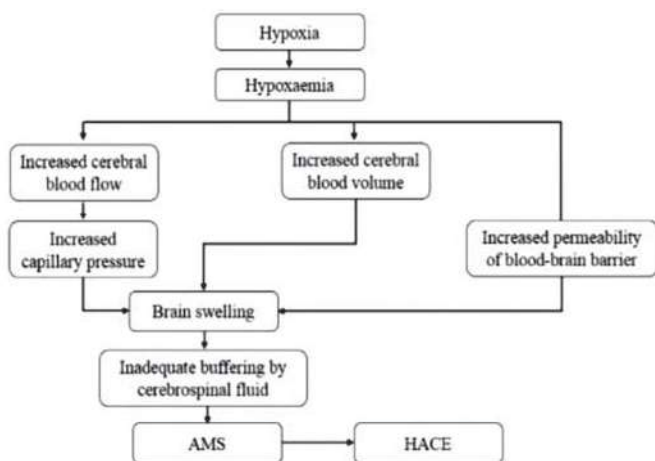 Hypoxia
Hypoxaemia
Increased cerebral
blood flow
Increased cerebral
blood volume
Increased
capillary pressure
Increased permeability
of blood-brain barrier
Brain swelling
Inadequate buffering by
cerebrospinal fluid
AMS
HACE